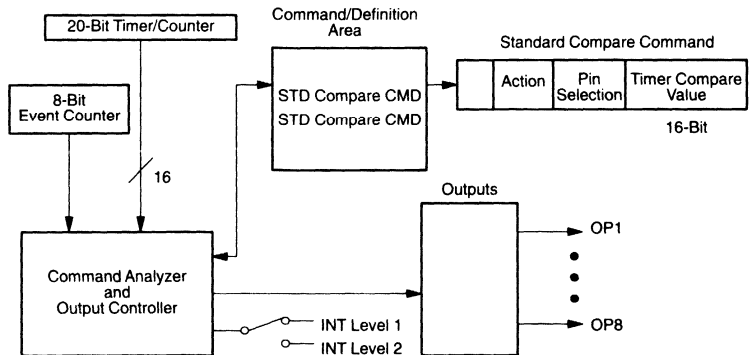 20-Bit Timer/Counter
Command/Definition
Area
Standard Compare Command
8-Bit
Event Counter
STD Compare CMD
STD Compare CMD
Action
Pin
Selection
Timer Compare
Value
16-Bit
16
Outputs
Command Analyzer
and
Output Controller
OP1
OP8
INT Level 1
INT Level 2